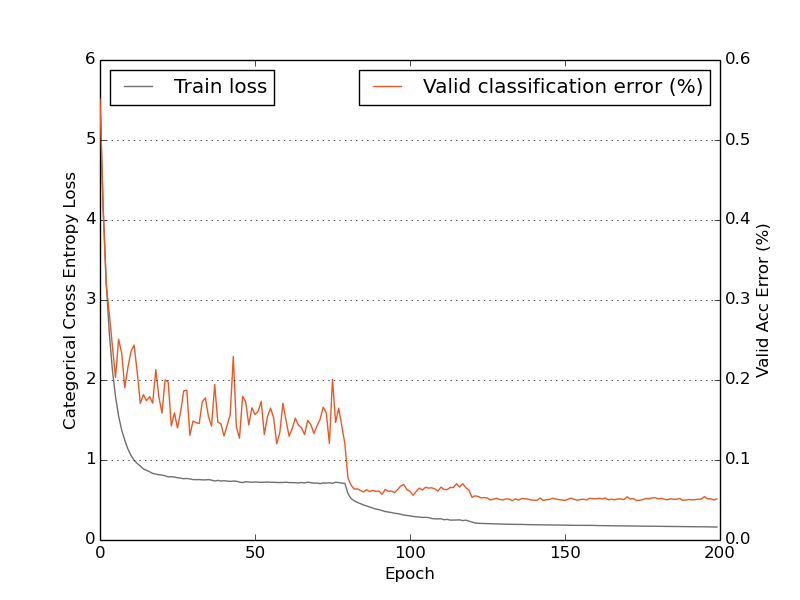 Train loss
Valid classification error (%)
6
5
4
3
2
1
0
0.6
0.5
0.4
0.3
0.2
0.1
0.0
0 50 100 150 200
Categorical Cross Entropy Loss
Valid Acc Error (%)
Epoch